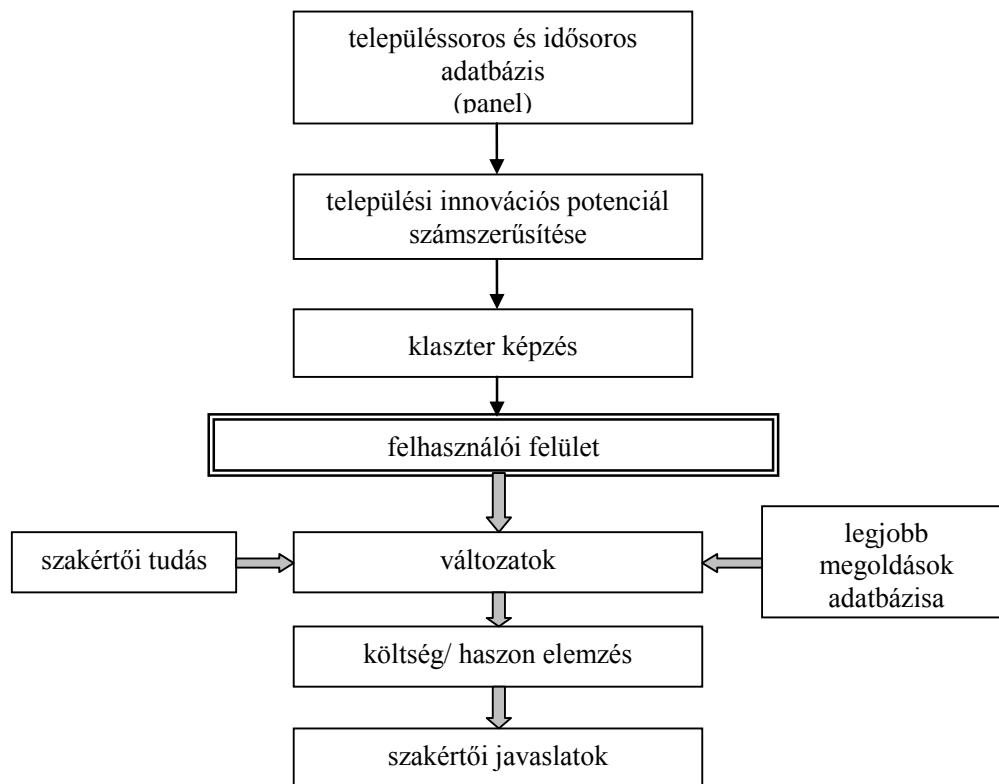 településsoros és idősoros
adatbázis
(panel)
települési innovációs potenciál
számszerűsítése
klaszter képzés
felhasználói felület
szakértői tudás
változatok
legjobb
megoldások
adatbázisa
költség/ haszon elemzés
szakértői javaslatok